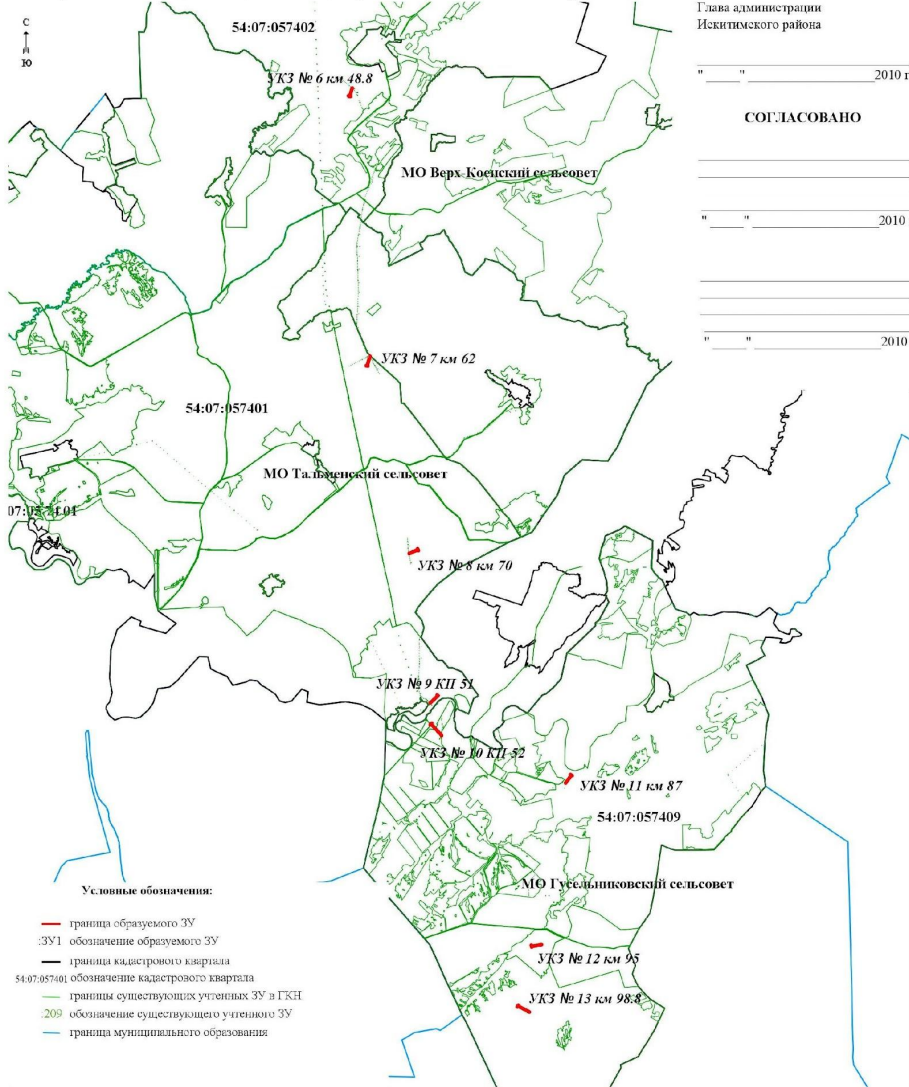 Глава администрации
Искитимского района
С
Ю
"_____" ____________________2010 г
СОГЛАСОВАНО
"_____" ____________________2010
"_____" ____________________2010
54:07:057402
УКЗ № 6 км 48.8
МО Верх-Коенский сельсовет
УКЗ № 7 км 62
54:07:057401
МО Тальменский сельсовет
УКЗ № 8 км 70
УКЗ № 9 КП 51
УКЗ № 10 КП 52
УКЗ № 11 км 87
54:07:057409
МО Гусельниковский сельсовет
УКЗ № 12 км 95
УКЗ № 13 км 98.8
Условные обозначения:
граница образуемого ЗУ
:ЗУ1 обозначение образуемого ЗУ
граница кадастрового квартала
54:07:057401 обозначение кадастрового квартала
границы существующих учтенных ЗУ в ГКН
:209 обозначение существующего учтенного ЗУ
граница муниципального образования